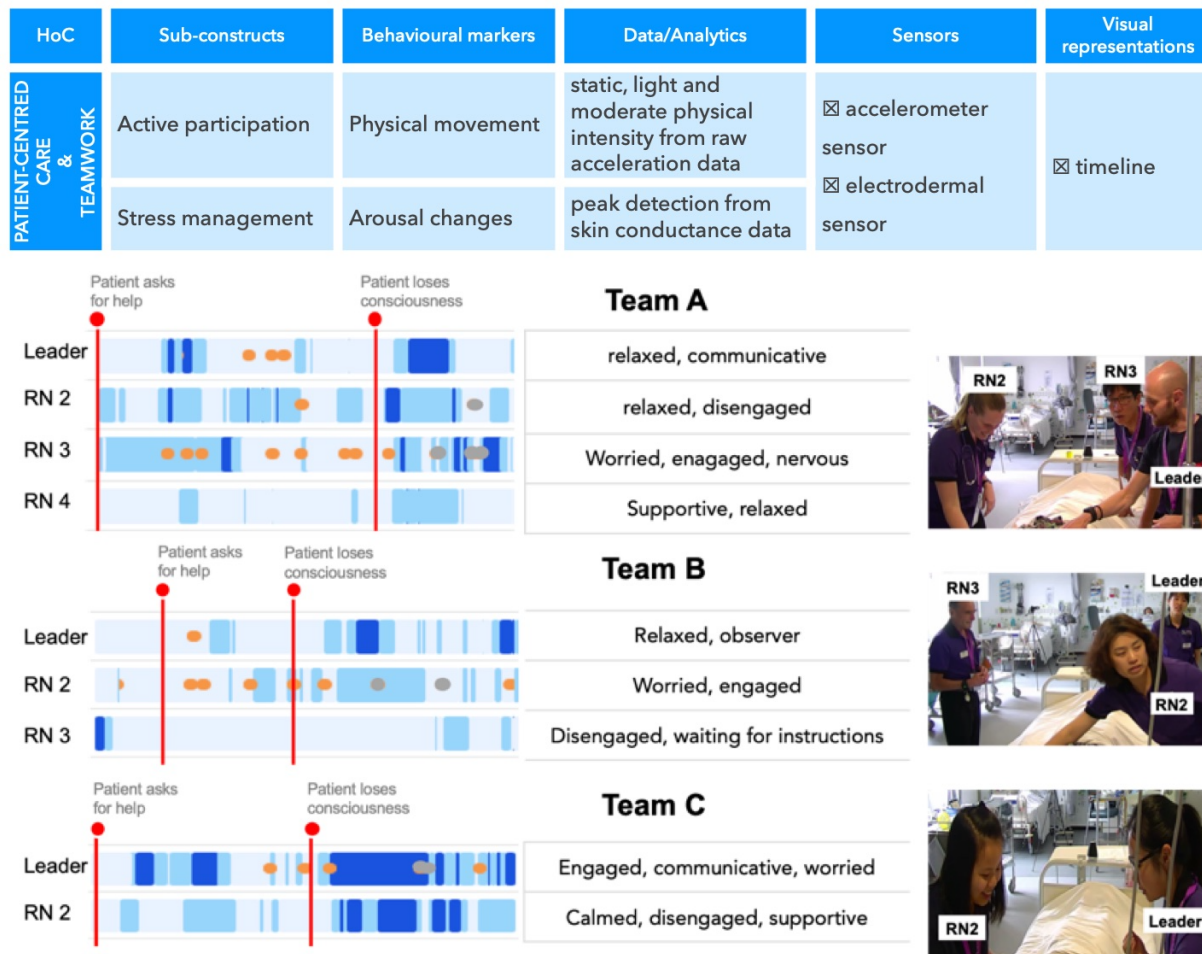 HoC
Sub-constructs
Behavioural markers
Data/Analytics
Sensors
Visual
representations
PATIENT-CENTRED
CARE
&
TEAMWORK
Active participation
Physical movement
static, light and
moderate physical
intensity from raw
acceleration data
☒ accelerometer
sensor
☒ electrodermal
sensor
☒ timeline
Stress management
Arousal changes
peak detection from
skin conductance data
Patient asks
for help
Patient loses
consciousness
Team A
Leader
relaxed, communicative
RN 2
relaxed, disengaged
RN 3
Worried, enagaged, nervous
RN 4
Supportive, relaxed
RN2
RN3
Leader
Patient asks
for help
Patient loses
consciousness
Team B
Leader
Relaxed, observer
RN 2
Worried, engaged
RN 3
Disengaged, waiting for instructions
RN3
Leader
RN2
Patient asks
for help
Patient loses
consciousness
Team C
Leader
Engaged, communicative, worried
RN 2
Calmed, disengaged, supportive
RN2
Leader